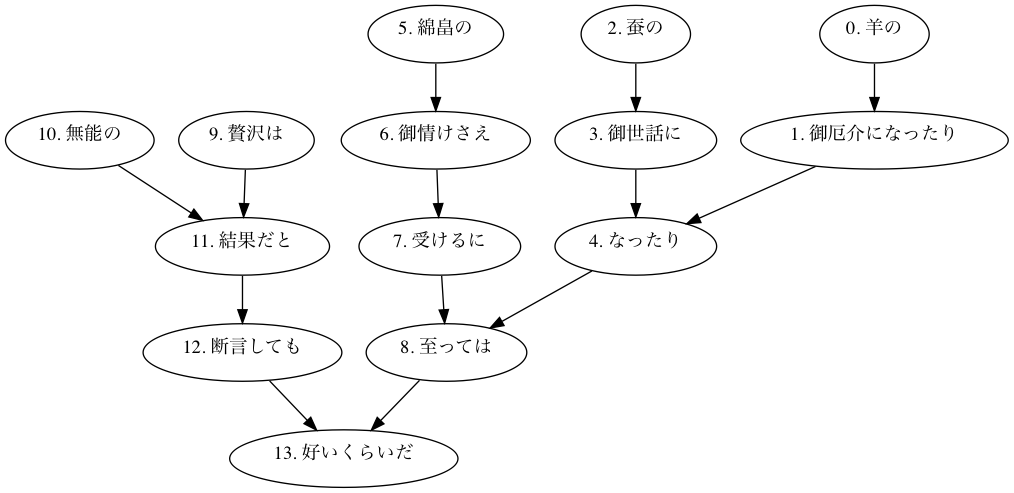 5. 綿畠の
2. 蚕の
0. 羊の
10. 無能の
9. 贅沢は
6. 御情けさえ
3. 御世話に
1. 御厄介になったり
11. 結果だと
7. 受けるに
4. なったり
12. 断言しても
8. 至っては
13. 好いくらいだ